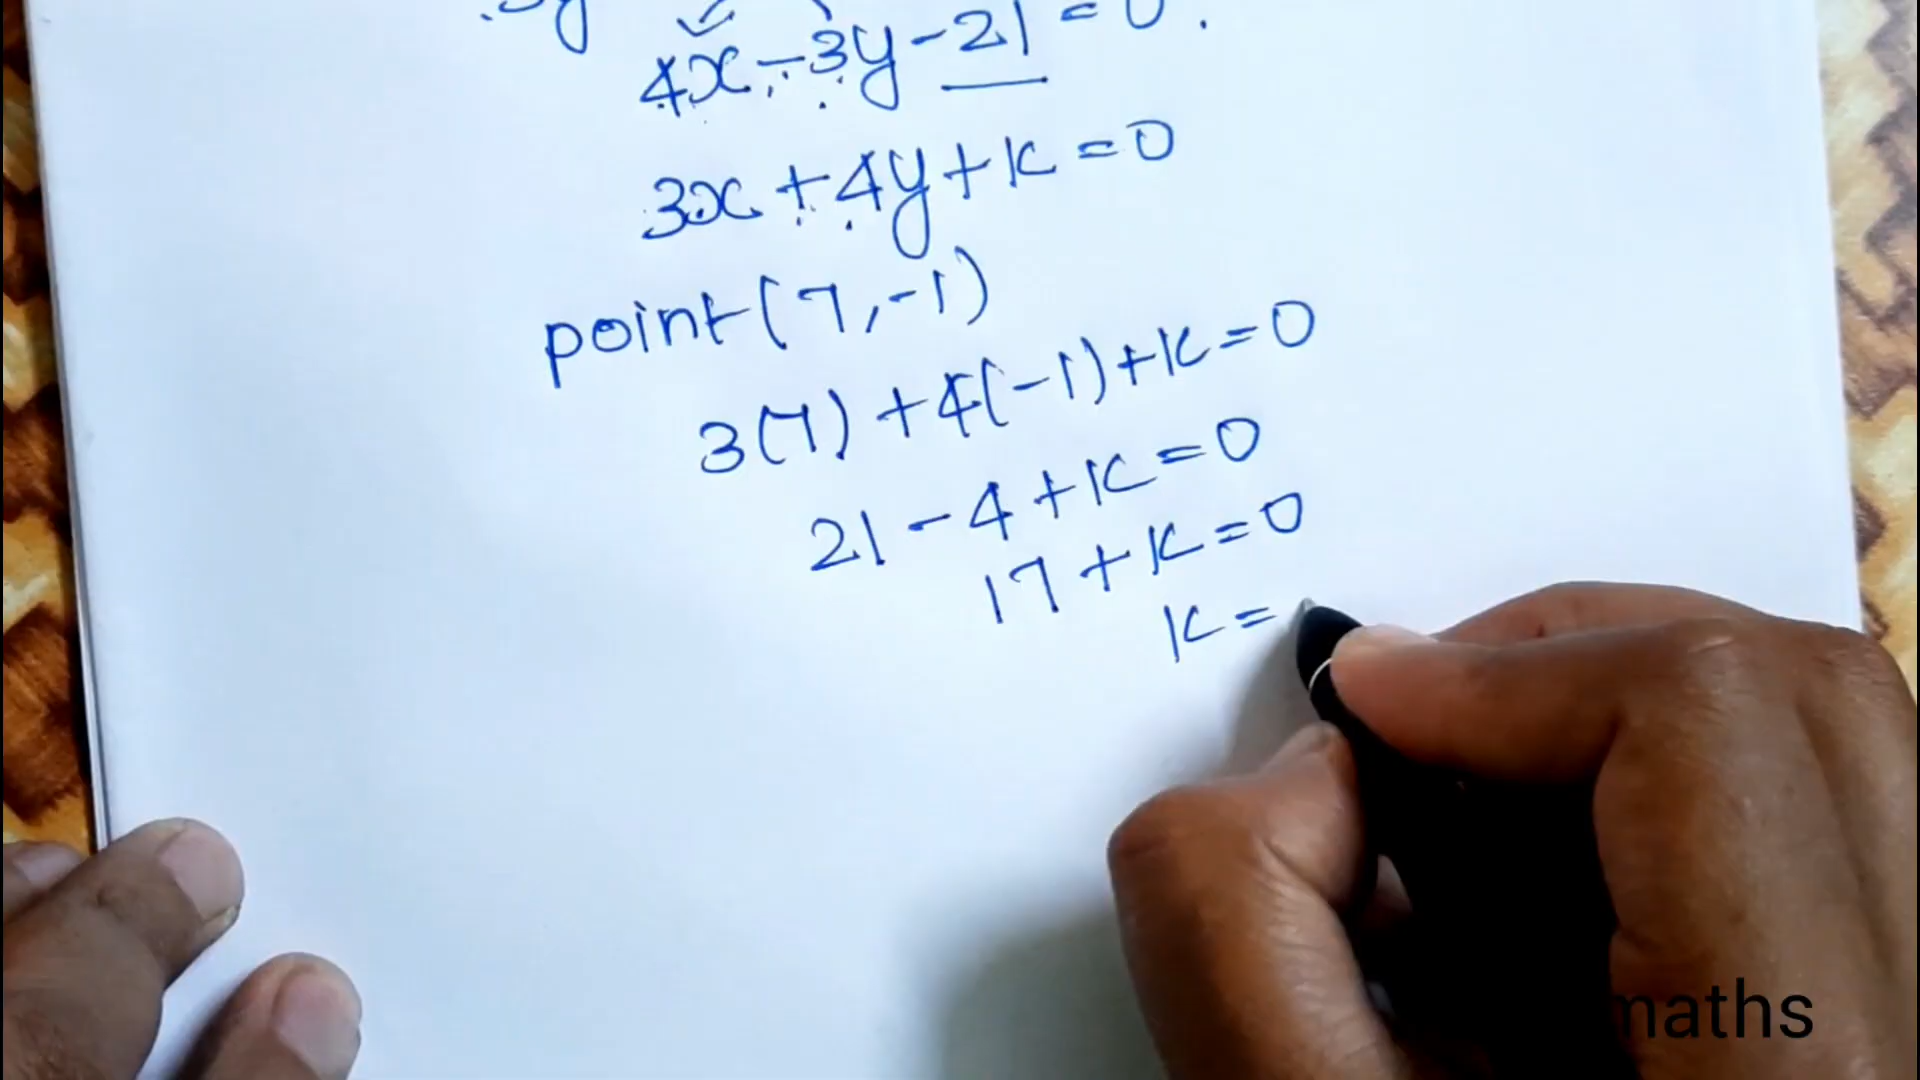 4x-3y-21=0.
3x+4y+k=0
point(7,-1)
3(7)+4(-1)+k=0
21-4+k=0
17+k=0
k=
maths